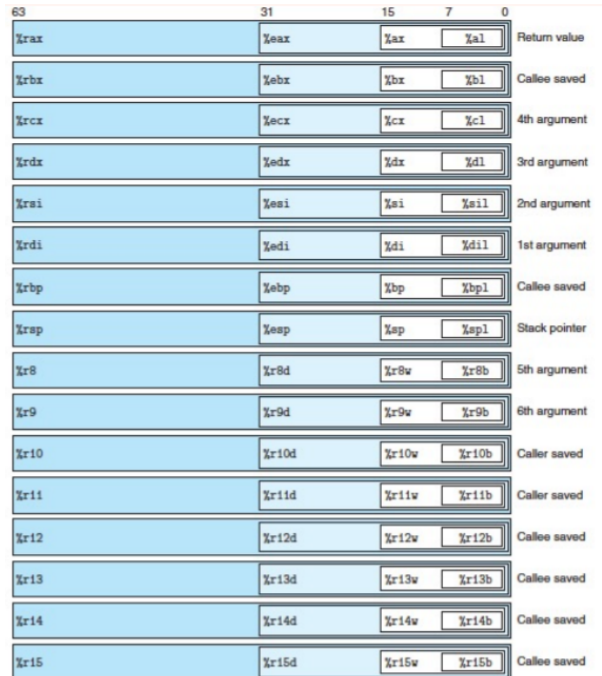 63 31 15 7 0
%rax %eax %ax %al Return value
%rbx %ebx %bx %bl Callee saved
%rcx %ecx %cx %cl 4th argument
%rdx %edx %dx %dl 3rd argument
%rsi %esi %si %sil 2nd argument
%rdi %edi %di %dil 1st argument
%rbp %ebp %bp %bpl Callee saved
%rsp %esp %sp %spl Stack pointer
%r8 %r8d %r8w %r8b 5th argument
%r9 %r9d %r9w %r9b 6th argument
%r10 %r10d %r10w %r10b Caller saved
%r11 %r11d %r11w %r11b Caller saved
%r12 %r12d %r12w %r12b Callee saved
%r13 %r13d %r13w %r13b Callee saved
%r14 %r14d %r14w %r14b Callee saved
%r15 %r15d %r15w %r15b Callee saved